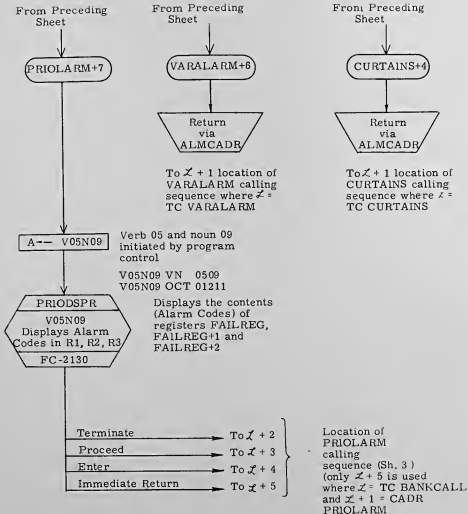 From Preceding
Sheet
From Preceding
Sheet
From Preceding
Sheet
PRIOLARM+7
VARALARM+6
CURTAINS+4
Return
via
ALMCADR
Return
via
ALMCADR
To ℒ + 1 location of
VARALARM calling
sequence where ℒ =
TC VARALARM
To ℒ + 1 location of
CURTAINS calling
sequence where ℒ =
TC CURTAINS
A-- V05N09
Verb 05 and noun 09
initiated by program
control
V05N09 VN 0509
V05N09 OCT 01211
PRIODSPR
V05N09
Displays Alarm
Codes in R1, R2, R3
FC-2130
Displays the contents
(Alarm Codes) of
registers FAILREG,
FAILREG+1 and
FAILREG+2
Terminate To ℒ + 2
Proceed To ℒ + 3
Enter To ℒ + 4
Immediate Return To ℒ + 5
Location of
PRIOLARM
calling
sequence (Sh. 3)
(only ℒ + 5 is used
where ℒ = TC BANKCALL
and ℒ + 1 = CADR
PRIOLARM